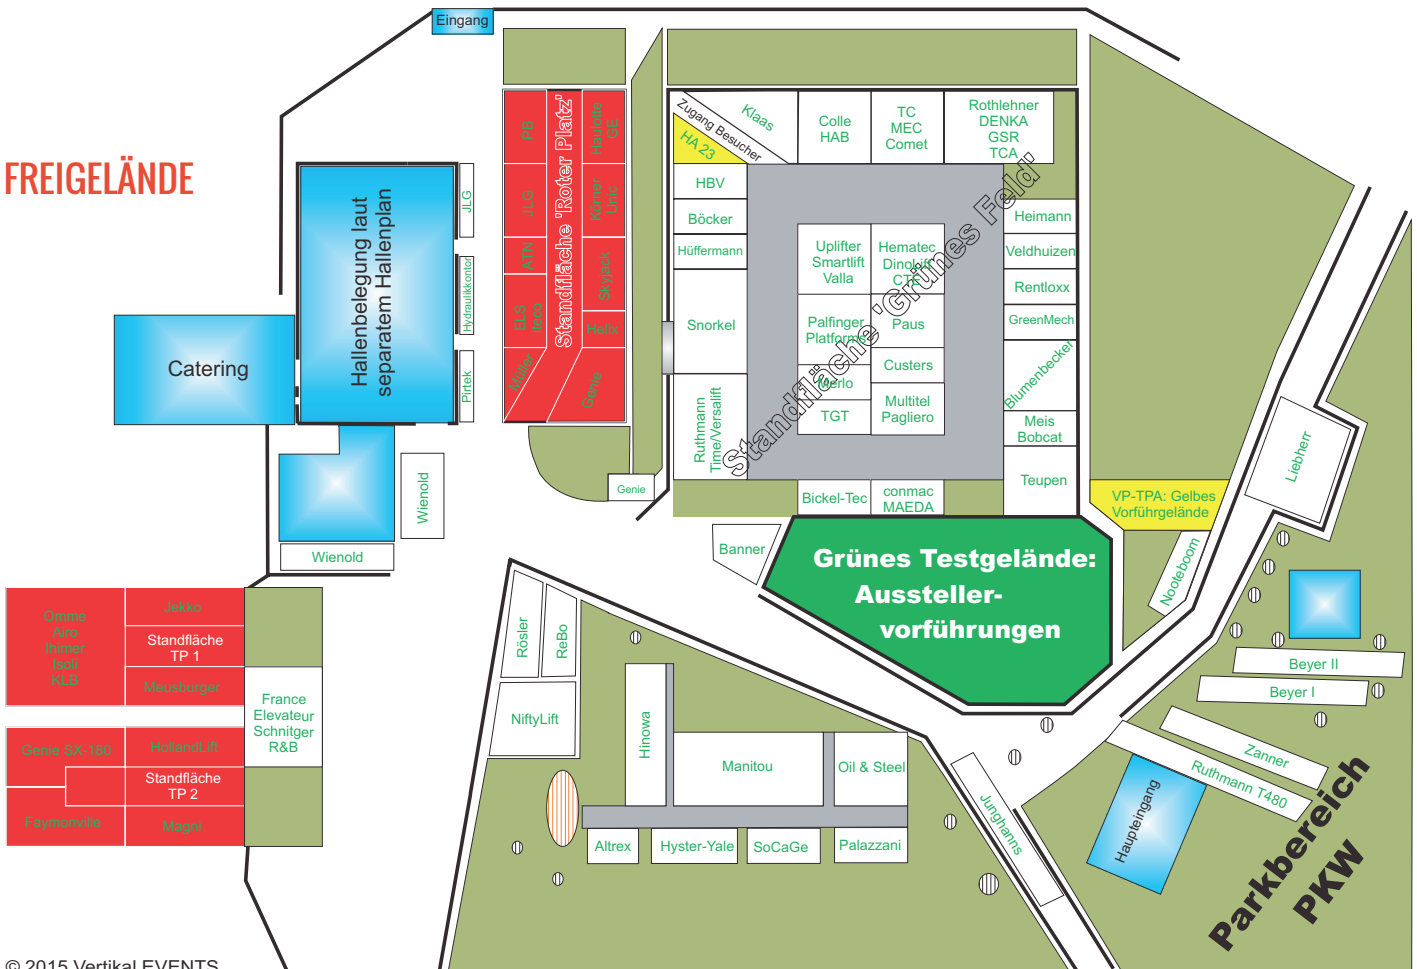 Eingang
FREIGELÄNDE
Catering
Hallenbelegung laut
separatem Hallenplan
JLG
Hydraulikkontor
Pirtek
Wienold
Wienold
PB
JLG
ATN
ELS
Iteco
Müller
Standfläche 'Roter Platz'
Haulotte
GE
Körner
Unic
Skyjack
Helix
Genie
Genie
Zugang Besucher
HA 23
Klaas
Colle
HAB
TC
MEC
Comet
Rothlehner
DENKA
GSR
TCA
HBV
Böcker
Hüffermann
Snorkel
Ruthmann
Time/Versalift
Uplifter
Smartlift
Valla
Hematec
DinoLift
CTE
Palfinger
Platforms
Paus
Merlo
Custers
TGT
Multitel
Pagliero
Standfläche 'Grünes Feld'
Heimann
Veldhuizen
Rentloxx
GreenMech
Blumenbecker
Meis
Bobcat
Teupen
Bickel-Tec
conmac
MAEDA
Banner
Grünes Testgelände:
Aussteller-
vorführungen
VP-TPA: Gelbes
Vorführgelände
Nooteboom
Liebherr
Beyer II
Beyer I
Zanner
Ruthmann T480
Haupteingang
Parkbereich
PKW
Omme
Airo
Ihimer
Isoli
KLB
Jekko
Standfläche
TP 1
Meusburger
France
Elevateur
Schnitger
R&B
Genie SX-180
HollandLift
Standfläche
TP 2
Faymonville
Magni
Rösler
ReBo
NiftyLift
Hinowa
Manitou
Oil & Steel
Altrex
Hyster-Yale
SoCaGe
Palazzani
Junghanns
© 2015 Vertikal EVENTS